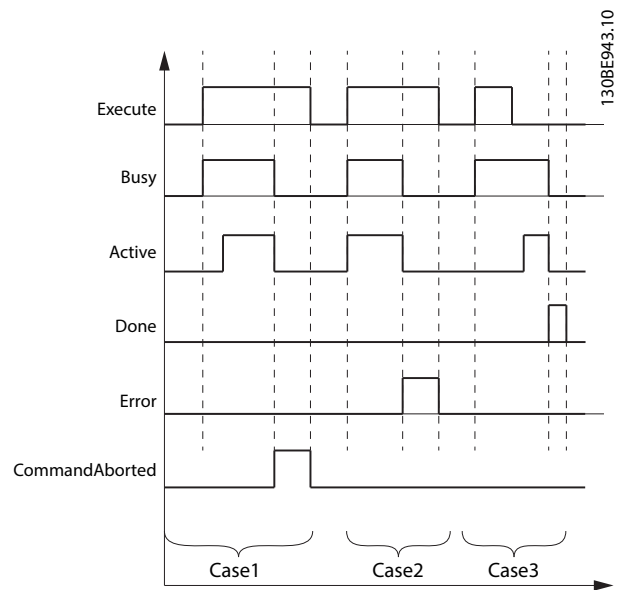 130BE943.10
Execute
Busy
Active
Done
Error
CommandAborted
Case1
Case2
Case3